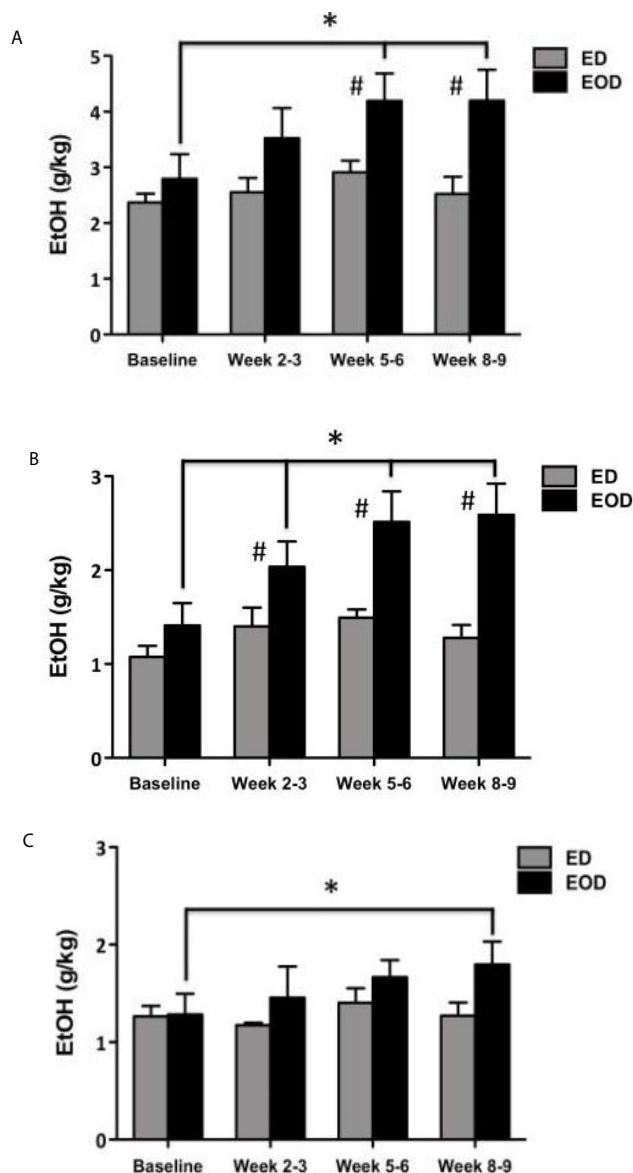 A
*
5
ED
EOD
# #
4
3
2
1
0
EtOH (g/kg)
Baseline Week 2-3 Week 5-6 Week 8-9
B
*
3
ED
EOD
# # #
2
1
0
EtOH (g/kg)
Baseline Week 2-3 Week 5-6 Week 8-9
C
3
ED
EOD
*
2
1
0
EtOH (g/kg)
Baseline Week 2-3 Week 5-6 Week 8-9